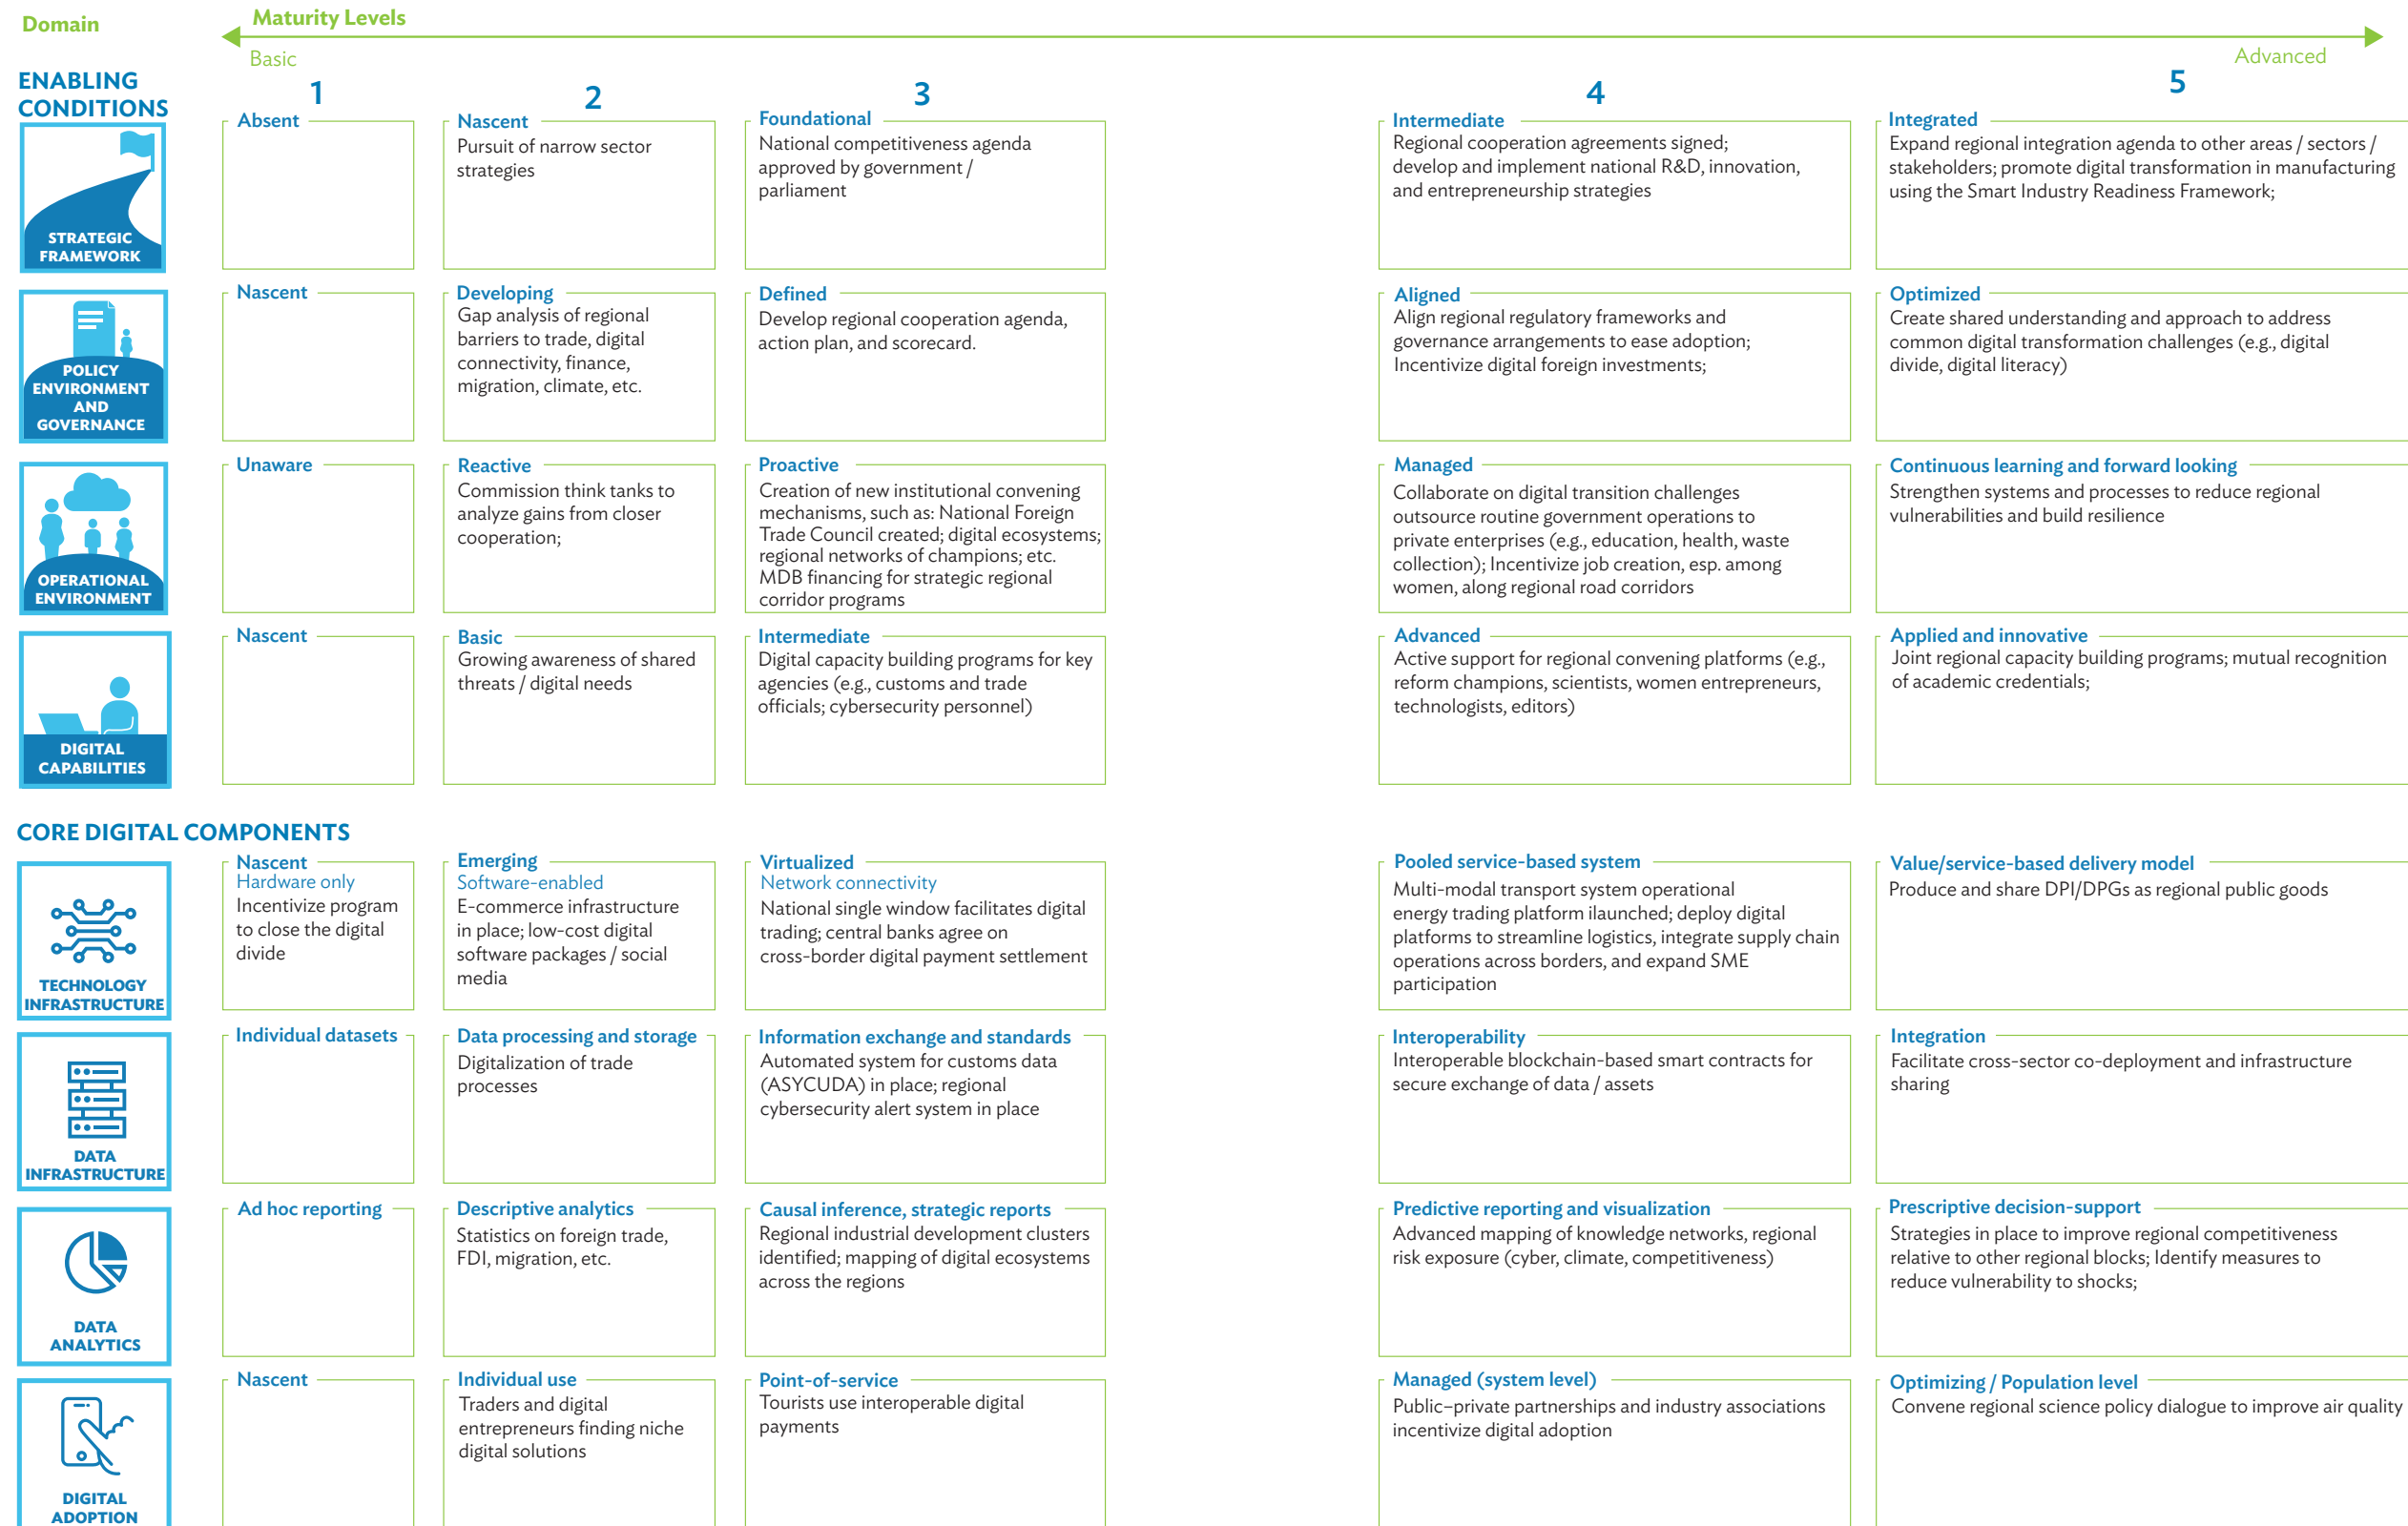 Domain
Maturity Levels
Basic
Advanced
ENABLING
CONDITIONS
1
2
3
4
5
STRATEGIC
FRAMEWORK
Absent
Nascent
Pursuit of narrow sector
strategies
Foundational
National competitiveness agenda
approved by government /
parliament
Intermediate
Regional cooperation agreements signed;
develop and implement national R&D, innovation,
and entrepreneurship strategies
Integrated
Expand regional integration agenda to other areas / sectors /
stakeholders; promote digital transformation in manufacturing
using the Smart Industry Readiness Framework;
POLICY
ENVIRONMENT
AND
GOVERNANCE
Nascent
Developing
Gap analysis of regional
barriers to trade, digital
connectivity, finance,
migration, climate, etc.
Defined
Develop regional cooperation agenda,
action plan, and scorecard.
Aligned
Align regional regulatory frameworks and
governance arrangements to ease adoption;
Incentivize digital foreign investments;
Optimized
Create shared understanding and approach to address
common digital transformation challenges (e.g., digital
divide, digital literacy)
OPERATIONAL
ENVIRONMENT
Unaware
Reactive
Commission think tanks to
analyze gains from closer
cooperation;
Proactive
Creation of new institutional convening
mechanisms, such as: National Foreign
Trade Council created; digital ecosystems;
regional networks of champions; etc.
MDB financing for strategic regional
corridor programs
Managed
Collaborate on digital transition challenges
outsource routine government operations to
private enterprises (e.g., education, health, waste
collection); Incentivize job creation, esp. among
women, along regional road corridors
Continuous learning and forward looking
Strengthen systems and processes to reduce regional
vulnerabilities and build resilience
DIGITAL
CAPABILITIES
Nascent
Basic
Growing awareness of shared
threats / digital needs
Intermediate
Digital capacity building programs for key
agencies (e.g., customs and trade
officials; cybersecurity personnel)
Advanced
Active support for regional convening platforms (e.g.,
reform champions, scientists, women entrepreneurs,
technologists, editors)
Applied and innovative
Joint regional capacity building programs; mutual recognition
of academic credentials;
CORE DIGITAL COMPONENTS
TECHNOLOGY
INFRASTRUCTURE
Nascent
Hardware only
Incentivize program
to close the digital
divide
Emerging
Software-enabled
E-commerce infrastructure
in place; low-cost digital
software packages / social
media
Virtualized
Network connectivity
National single window facilitates digital
trading; central banks agree on
cross-border digital payment settlement
Pooled service-based system
Multi-modal transport system operational
energy trading platform ilaunched; deploy digital
platforms to streamline logistics, integrate supply chain
operations across borders, and expand SME
participation
Value/service-based delivery model
Produce and share DPI/DPGs as regional public goods
DATA
INFRASTRUCTURE
Individual datasets
Data processing and storage
Digitalization of trade
processes
Information exchange and standards
Automated system for customs data
(ASYCUDA) in place; regional
cybersecurity alert system in place
Interoperability
Interoperable blockchain-based smart contracts for
secure exchange of data / assets
Integration
Facilitate cross-sector co-deployment and infrastructure
sharing
DATA
ANALYTICS
Ad hoc reporting
Descriptive analytics
Statistics on foreign trade,
FDI, migration, etc.
Causal inference, strategic reports
Regional industrial development clusters
identified; mapping of digital ecosystems
across the regions
Predictive reporting and visualization
Advanced mapping of knowledge networks, regional
risk exposure (cyber, climate, competitiveness)
Prescriptive decision-support
Strategies in place to improve regional competitiveness
relative to other regional blocks; Identify measures to
reduce vulnerability to shocks;
DIGITAL
ADOPTION
Nascent
Individual use
Traders and digital
entrepreneurs finding niche
digital solutions
Point-of-service
Tourists use interoperable digital
payments
Managed (system level)
Public–private partnerships and industry associations
incentivize digital adoption
Optimizing / Population level
Convene regional science policy dialogue to improve air quality